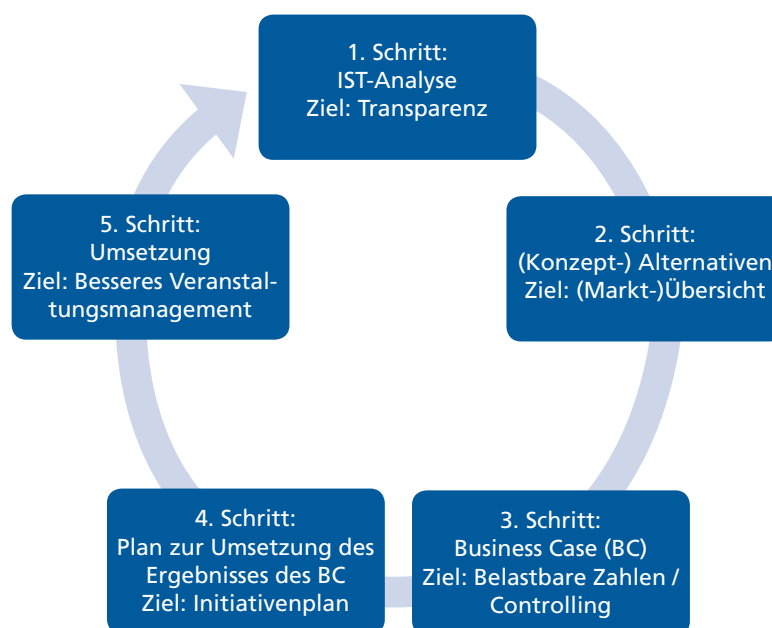 1. Schritt:
IST-Analyse
Ziel: Transparenz
2. Schritt:
(Konzept-) Alternativen
Ziel: (Markt-)Übersicht
3. Schritt:
Business Case (BC)
Ziel: Belastbare Zahlen /
Controlling
4. Schritt:
Plan zur Umsetzung des
Ergebnisses des BC
Ziel: Initiativenplan
5. Schritt:
Umsetzung
Ziel: Besseres Veranstal-
tungsmanagement